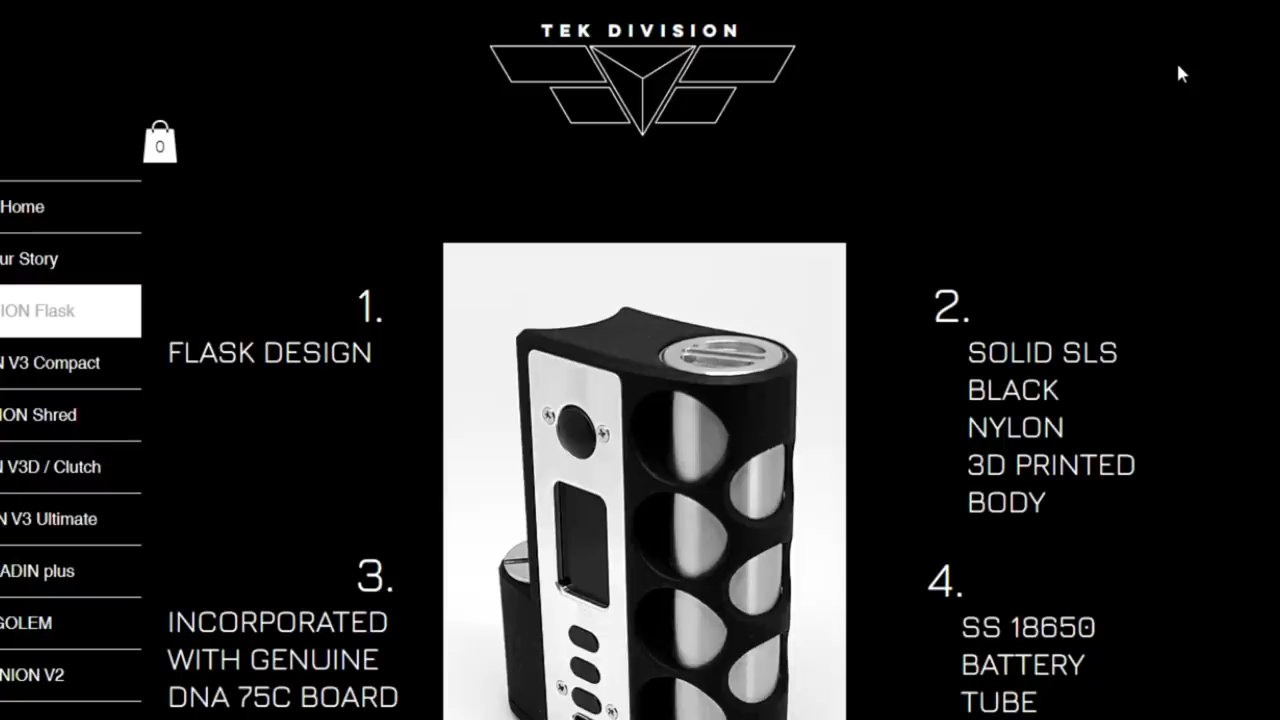 TEK DIVISION
0
Home
ur Story
ION Flask
N V3 Compact
ION Shred
N V3D / Clutch
N V3 Ultimate
ADIN plus
GOLEM
NION V2
1.
FLASK DESIGN
2.
SOLID SLS
BLACK
NYLON
3D PRINTED
BODY
3.
INCORPORATED
WITH GENUINE
DNA 75C BOARD
4.
SS 18650
BATTERY
TUBE